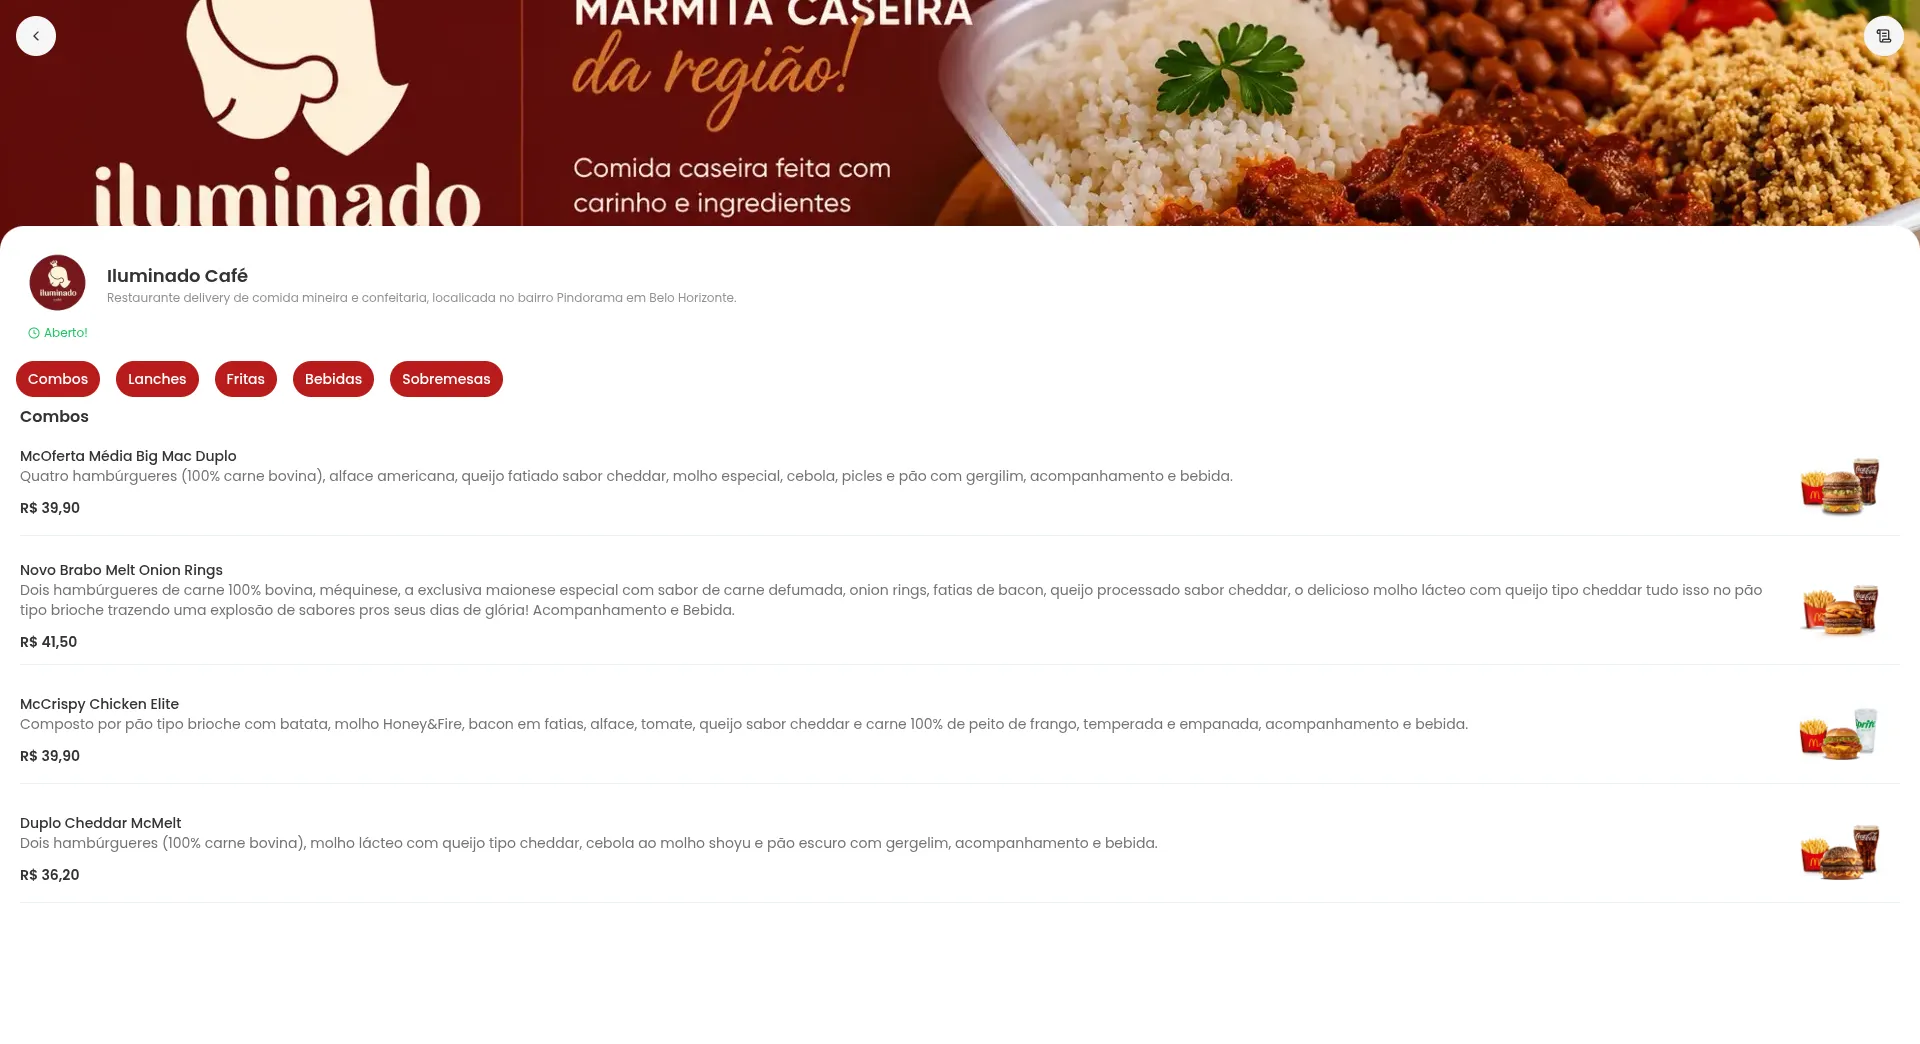 MARMITA CASEIRA
da região!
Comida caseira feita com
carinho e ingredientes
iluminado
iluminado
Iluminado Café
Restaurante delivery de comida mineira e confeitaria, localicada no bairro Pindorama em Belo Horizonte.
Aberto!
Combos
Lanches
Fritas
Bebidas
Sobremesas
Combos
McOferta Média Big Mac Duplo
Quatro hambúrgueres (100% carne bovina), alface americana, queijo fatiado sabor cheddar, molho especial, cebola, picles e pão com gergilim, acompanhamento e bebida.
R$ 39,90
Novo Brabo Melt Onion Rings
Dois hambúrgueres de carne 100% bovina, méquinese, a exclusiva maionese especial com sabor de carne defumada, onion rings, fatias de bacon, queijo processado sabor cheddar, o delicioso molho lácteo com queijo tipo cheddar tudo isso no pão
tipo brioche trazendo uma explosão de sabores pros seus dias de glória! Acompanhamento e Bebida.
R$ 41,50
McCrispy Chicken Elite
Composto por pão tipo brioche com batata, molho Honey&Fire, bacon em fatias, alface, tomate, queijo sabor cheddar e carne 100% de peito de frango, temperada e empanada, acompanhamento e bebida.
R$ 39,90
Duplo Cheddar McMelt
Dois hambúrgueres (100% carne bovina), molho lácteo com queijo tipo cheddar, cebola ao molho shoyu e pão escuro com gergelim, acompanhamento e bebida.
R$ 36,20